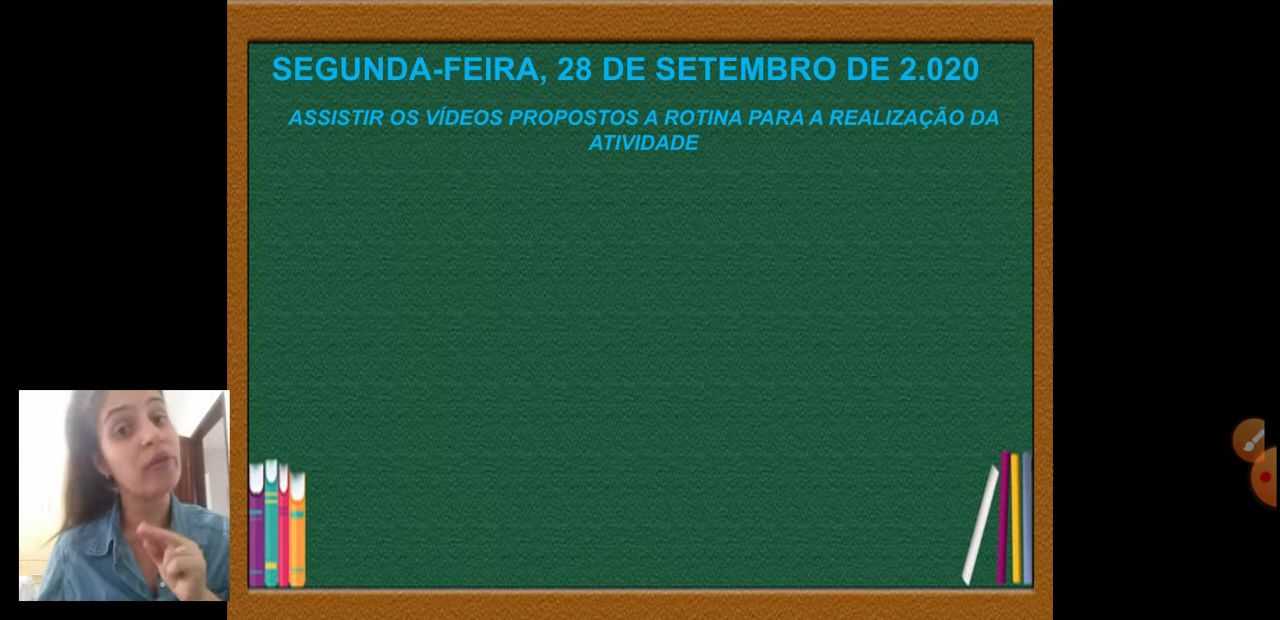 SEGUNDA-FEIRA, 28 DE SETEMBRO DE 2.020
ASSISTIR OS VÍDEOS PROPOSTOS A ROTINA PARA A REALIZAÇÃO DA
ATIVIDADE